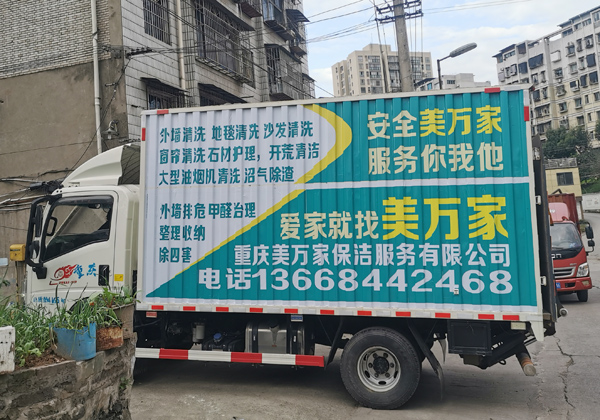 外墙清洗 地毯清洗 沙发清洗
窗帘清洗 石材护理，开荒清洁
大型油烟机清洗 沼气除渣
外墙排危 甲醛治理
整理收纳
除四害
安全美万家
服务你我他
爱家就找美万家
重庆美万家保洁服务有限公司
电话13668442468